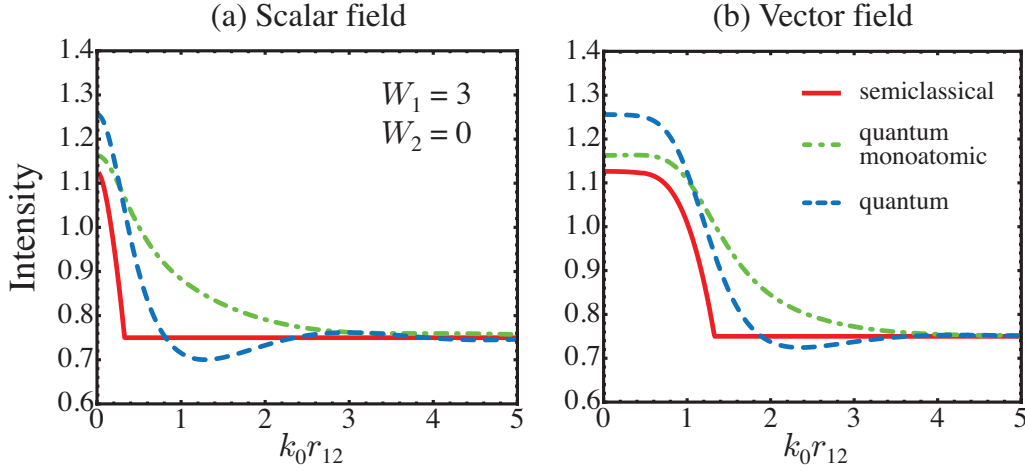 (a) Scalar field
(b) Vector field
Intensity
1.4
1.3
1.2
1.1
1.0
0.9
0.8
0.7
0.6
W₁ = 3
W₂ = 0
0 1 2 3 4 5
k₀r₁₂
1.4
1.3
1.2
1.1
1.0
0.9
0.8
0.7
0.6
semiclassical
quantum
monoatomic
quantum
0 1 2 3 4 5
k₀r₁₂